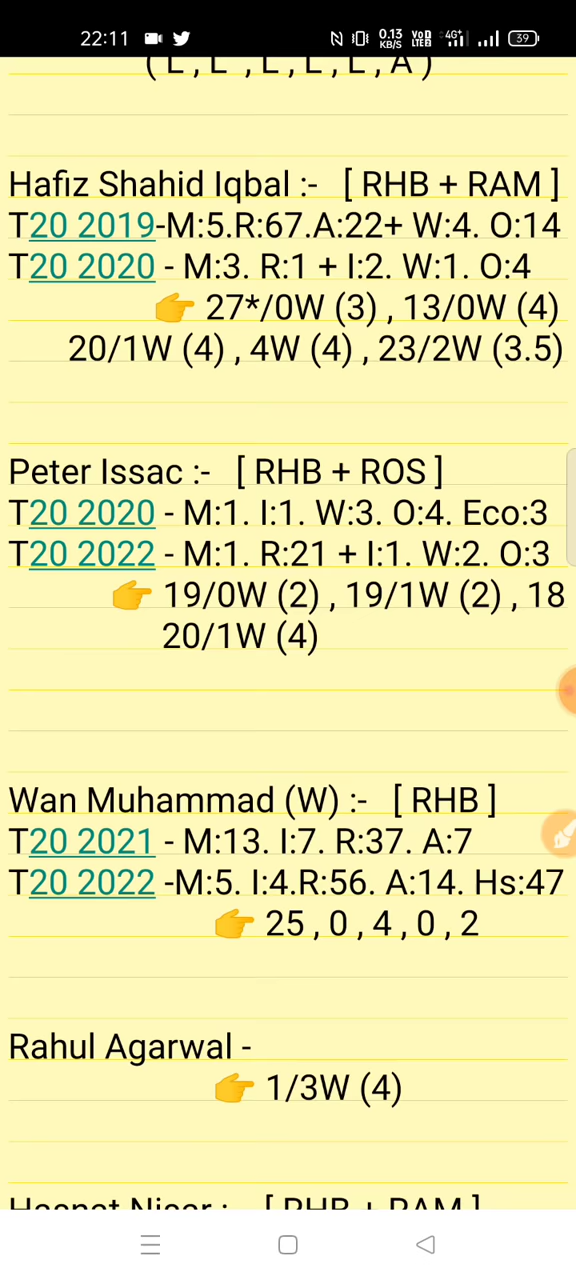 22:11 0.13 KB/S VoD LTE 4G+ 39
( L , L , L , L , L , A )
Hafiz Shahid Iqbal :- [ RHB + RAM ]
T20 2019-M:5.R:67.A:22+ W:4. O:14
T20 2020 - M:3. R:1 + I:2. W:1. O:4
👉 27*/0W (3) , 13/0W (4)
20/1W (4) , 4W (4) , 23/2W (3.5)
Peter Issac :- [ RHB + ROS ]
T20 2020 - M:1. I:1. W:3. O:4. Eco:3
T20 2022 - M:1. R:21 + I:1. W:2. O:3
👉 19/0W (2) , 19/1W (2) , 18
20/1W (4)
Wan Muhammad (W) :- [ RHB ]
T20 2021 - M:13. I:7. R:37. A:7
T20 2022 -M:5. I:4.R:56. A:14. Hs:47
👉 25 , 0 , 4 , 0 , 2
Rahul Agarwal -
👉 1/3W (4)
[ RHB + RAM ]